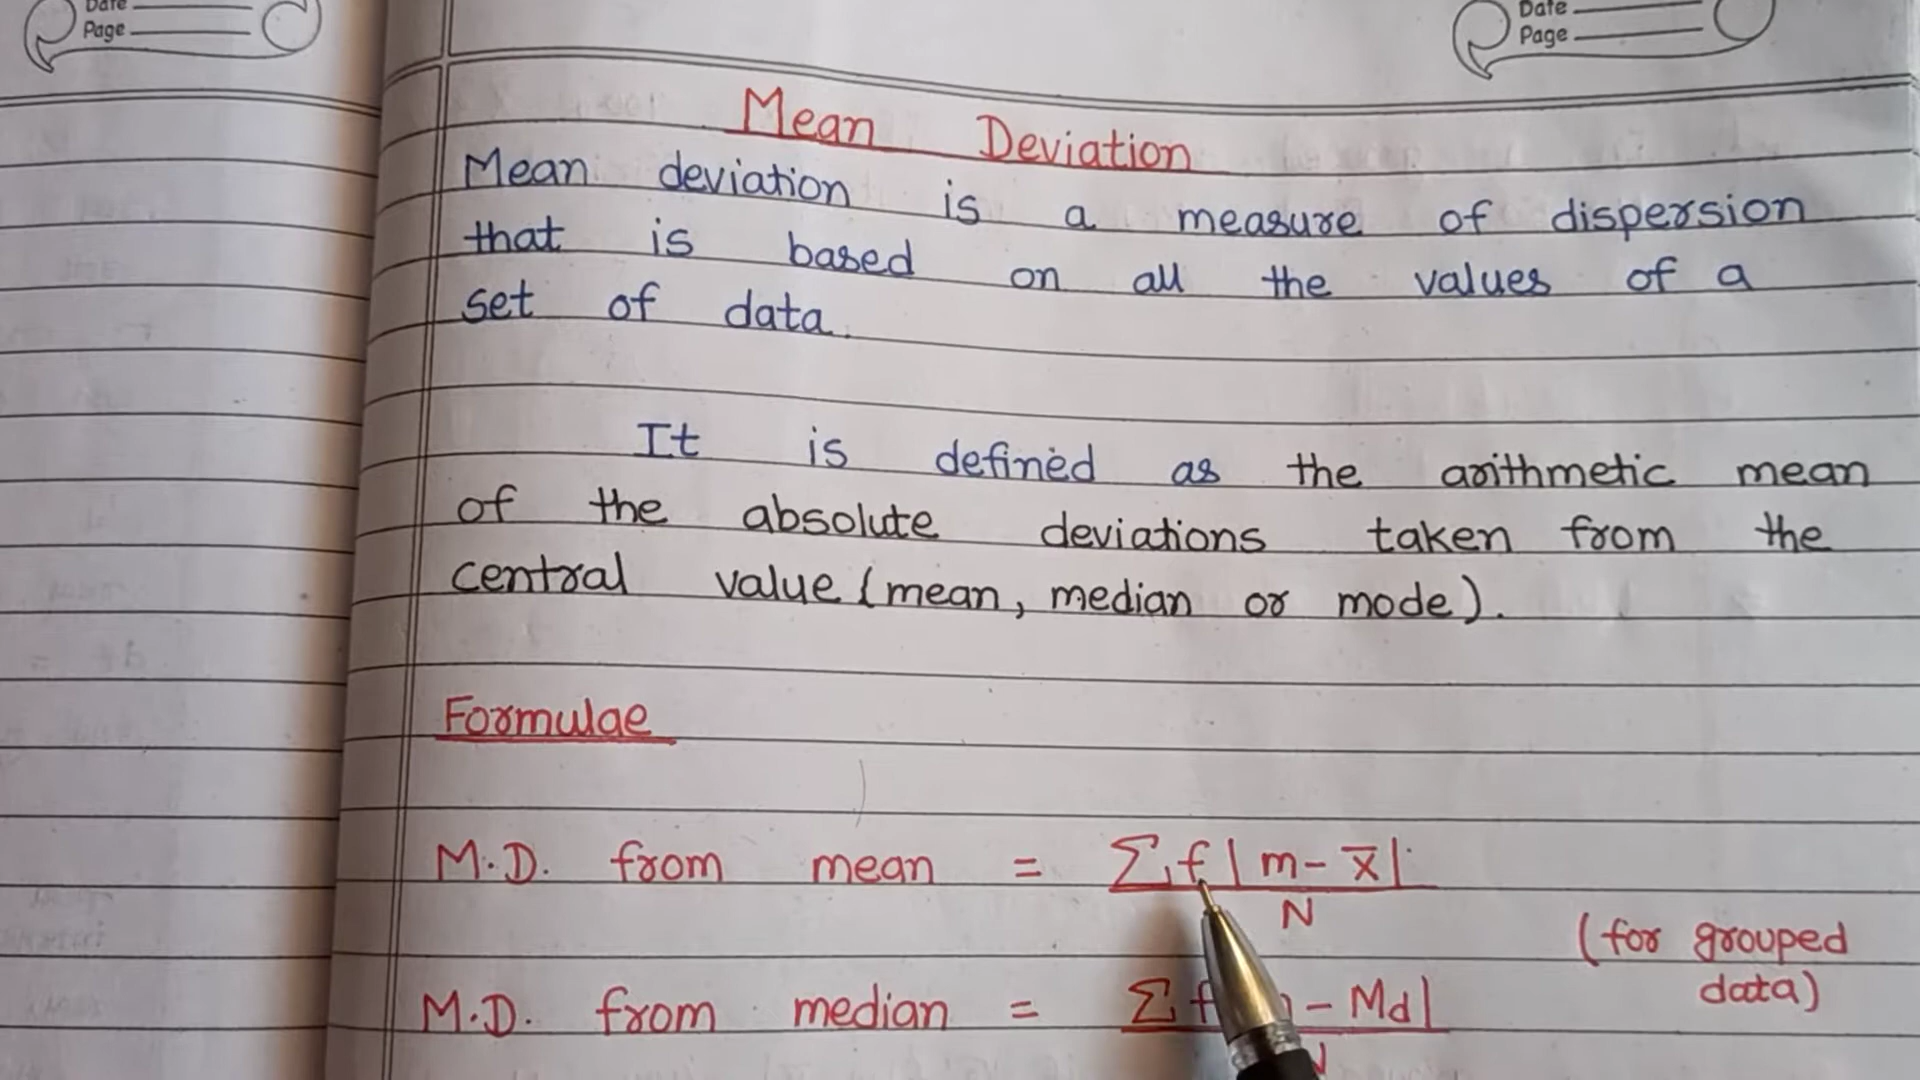 Date
Page
Date
Page
Mean Deviation
Mean deviation is a measure of dispersion
that is based on all the values of a
set of data.
It is defined as the arithmetic mean
of the absolute deviations taken from the
central value (mean, median or mode).
Formulae
M.D. from mean = Σf|m-x̅|
N
(for grouped
data)
M.D. from median = Σf - Md|